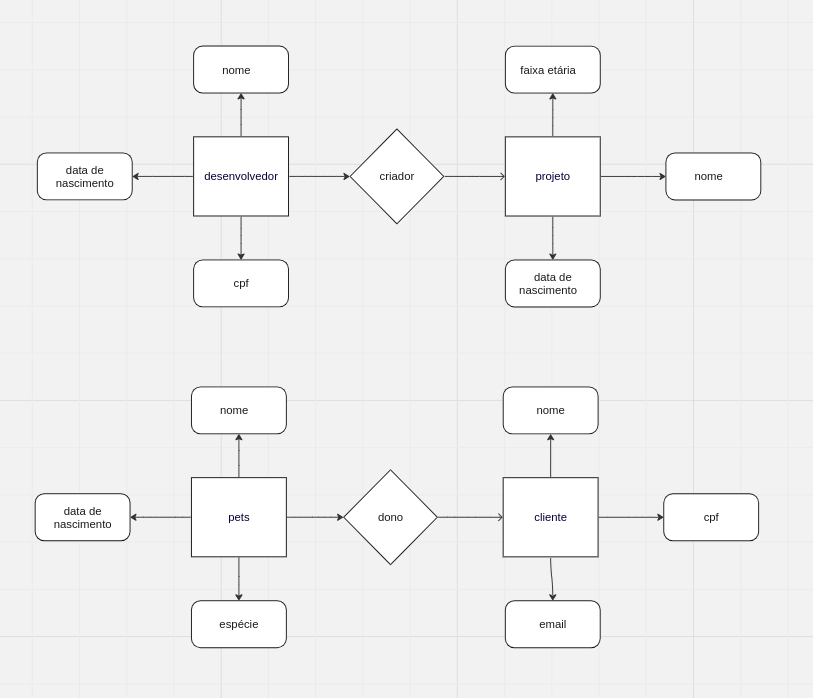 nome
faixa etária
data de
nascimento
desenvolvedor
criador
projeto
nome
cpf
data de
nascimento
nome
nome
data de
nascimento
pets
dono
cliente
cpf
espécie
email